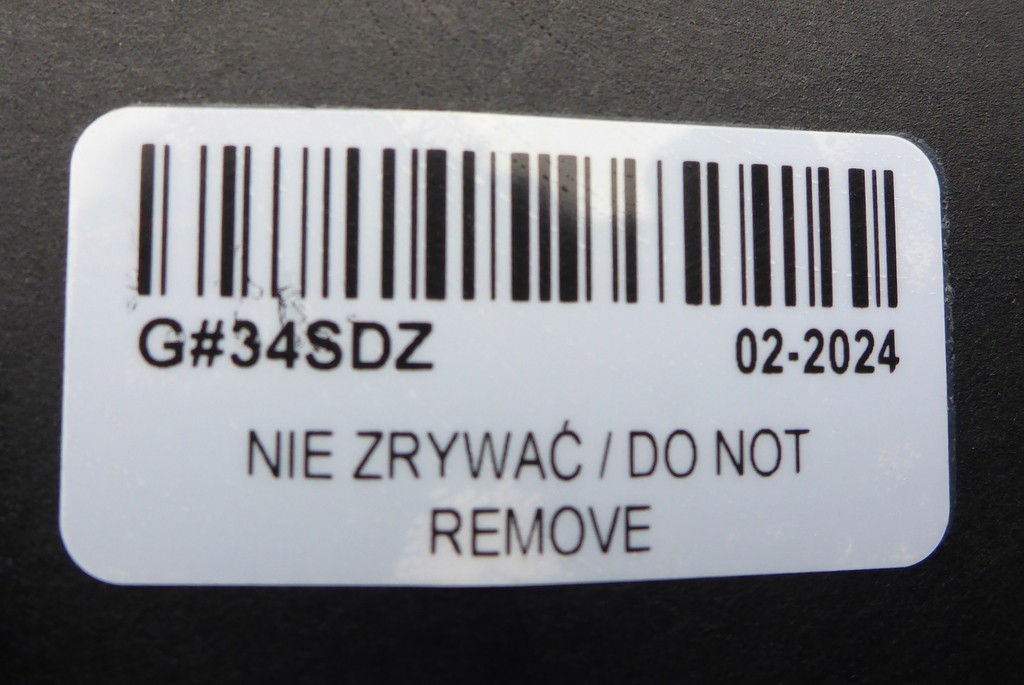 G#34SDZ 02-2024
NIE ZRYWAĆ / DO NOT
REMOVE